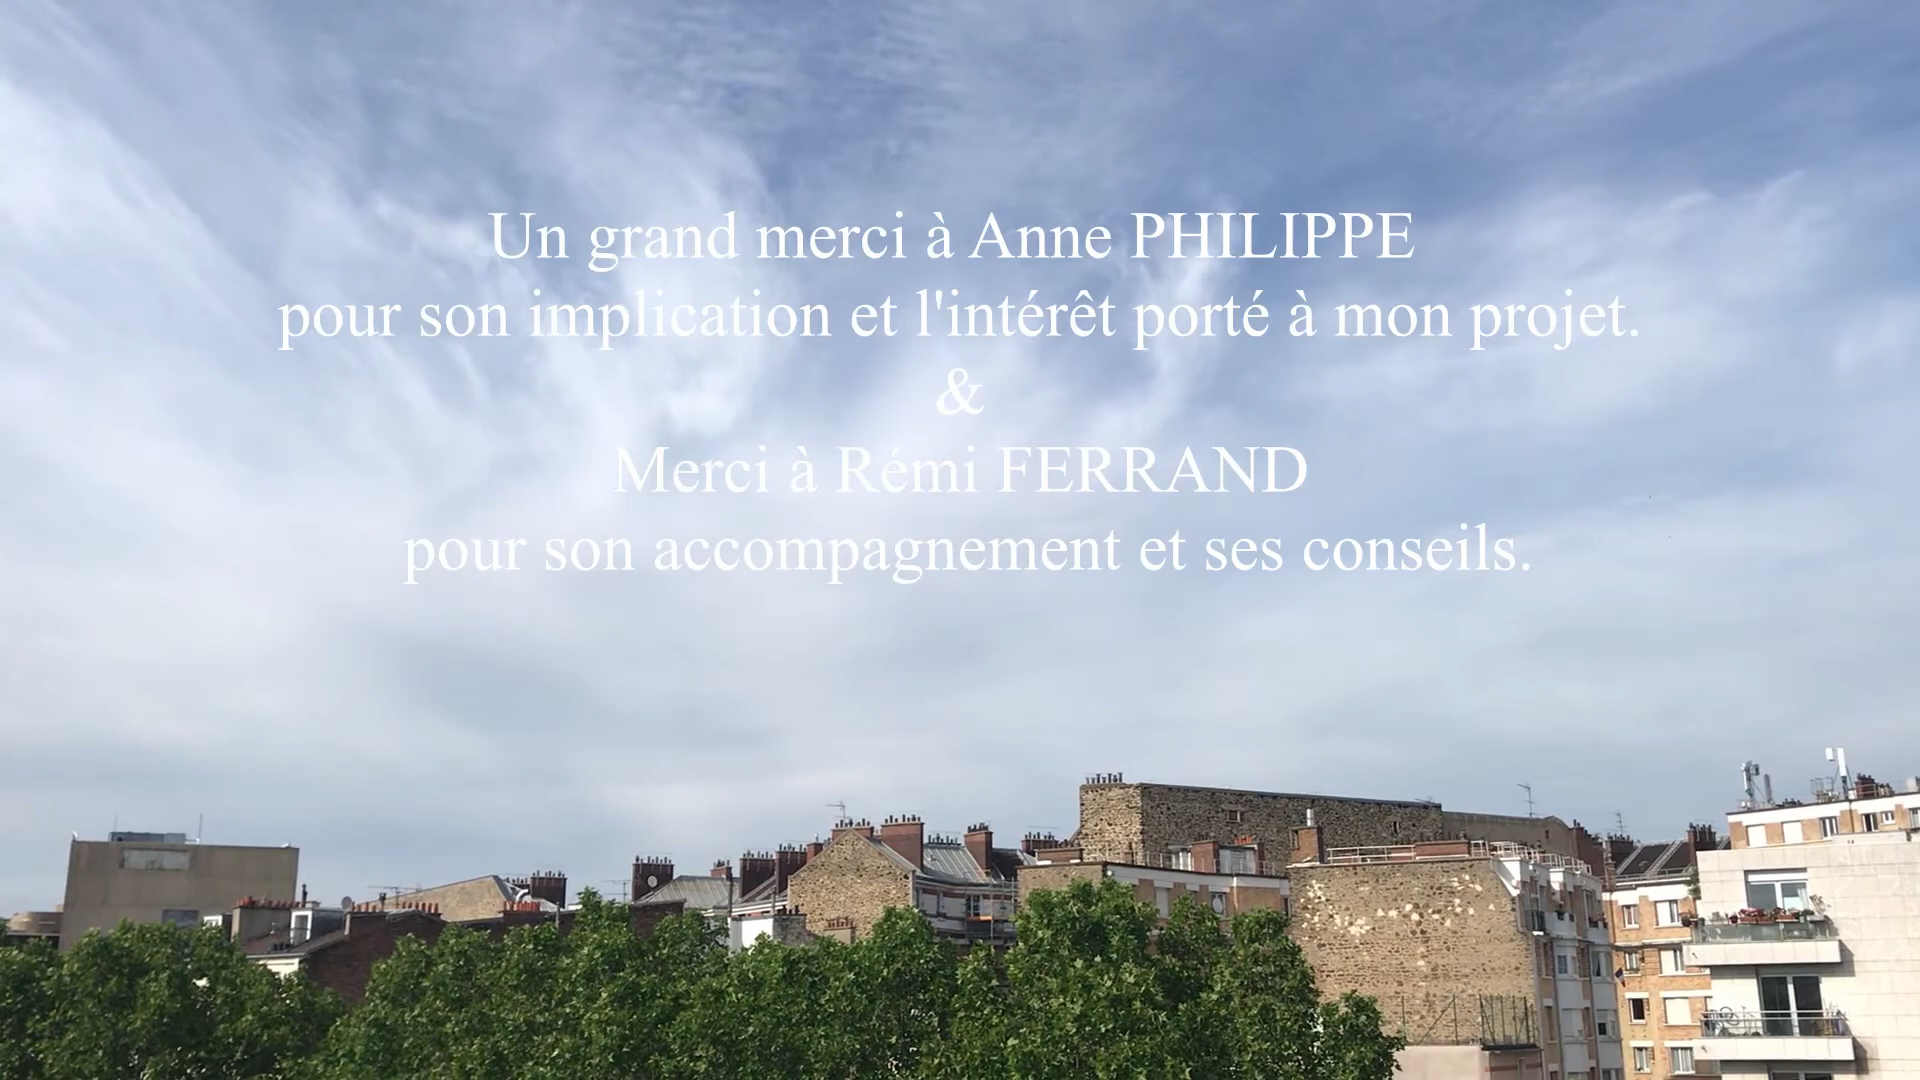 Un grand merci à Anne PHILIPPE
pour son implication et l'intérêt porté à mon projet.
&
Merci à Rémi FERRAND
pour son accompagnement et ses conseils.